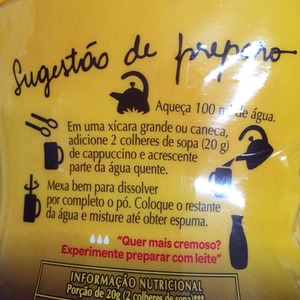 Sugestão de preparo
Aqueça 100 ml de água.
Em uma xícara grande ou caneca,
adicione 2 colheres de sopa (20 g)
de cappuccino e acrescente
parte da água quente.
Mexa bem para dissolver
por completo o pó. Coloque o restante
da água e misture até obter espuma.
"Quer mais cremoso?
Experimente preparar com leite"
INFORMAÇÃO NUTRICIONAL
Porção de 20g (2 colheres de sopa)***